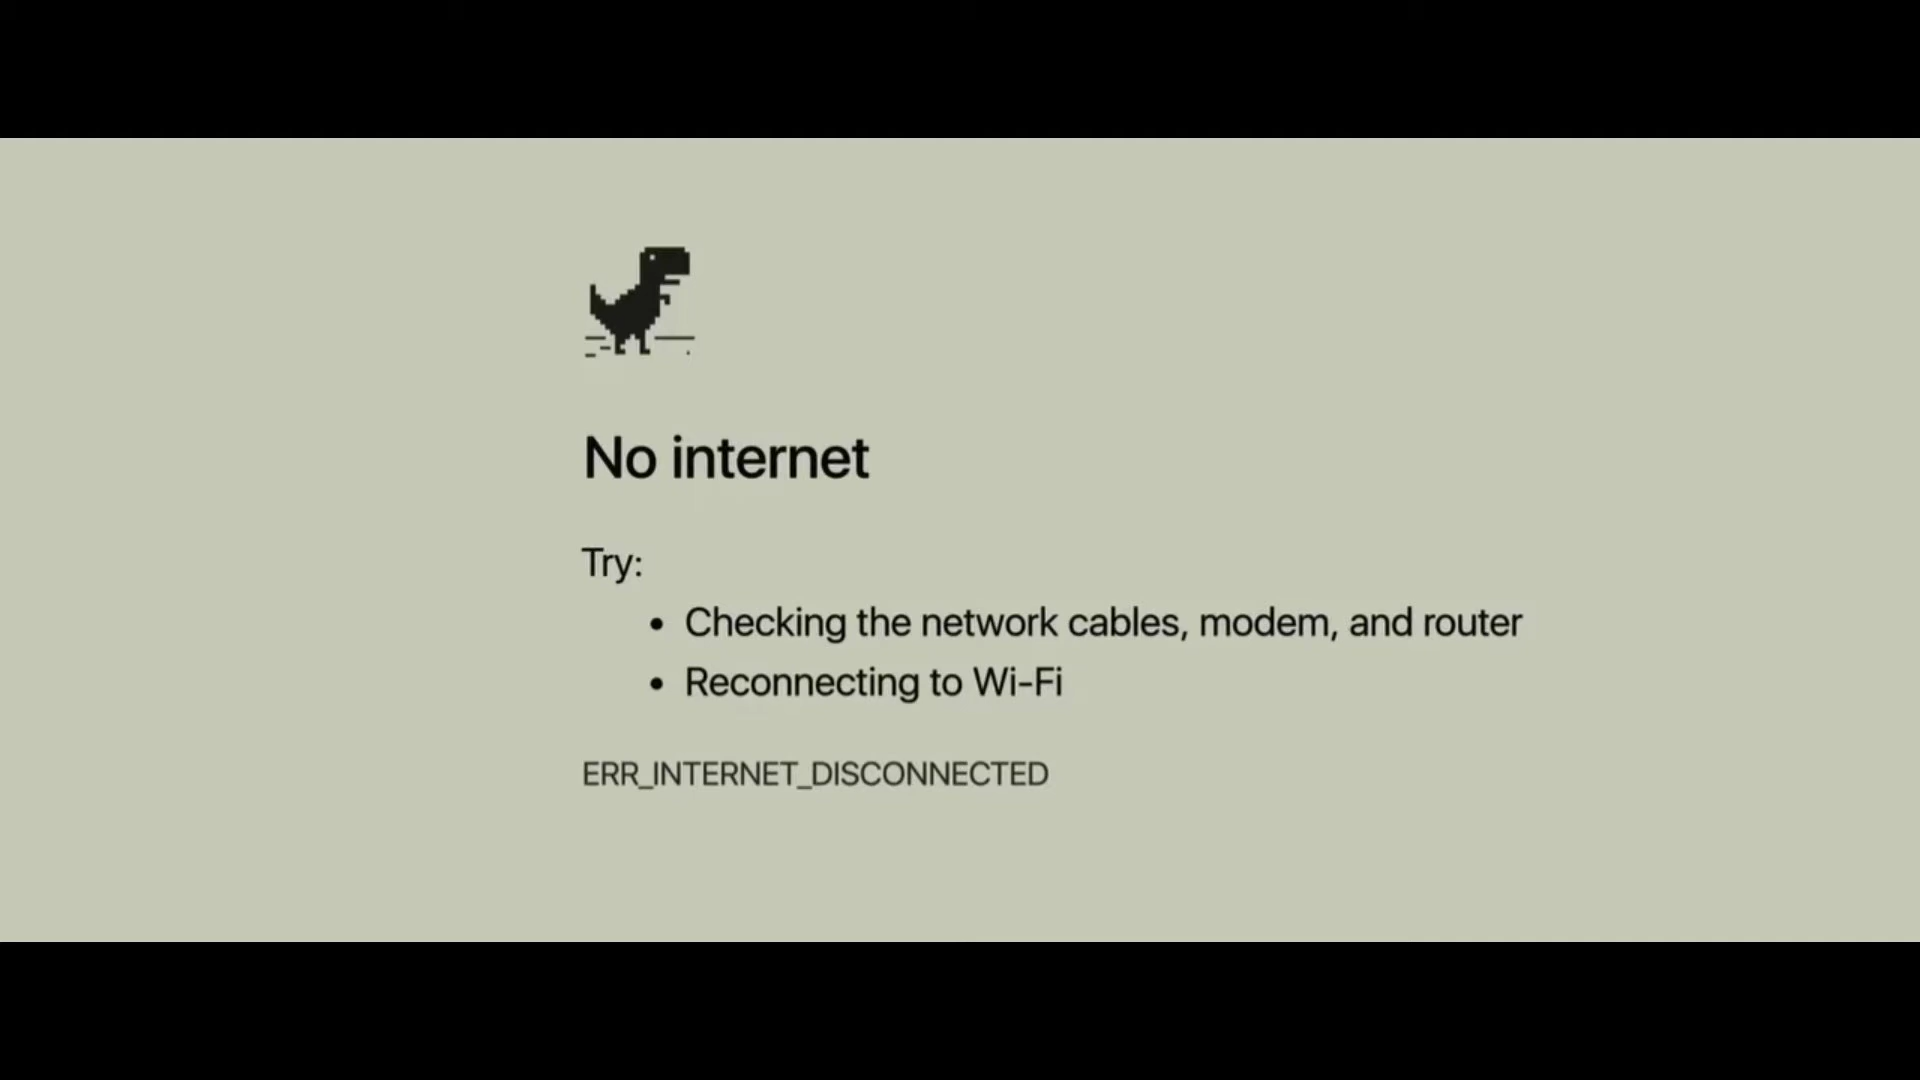 No internet
Try:
• Checking the network cables, modem, and router
• Reconnecting to Wi-Fi
ERR_INTERNET_DISCONNECTED